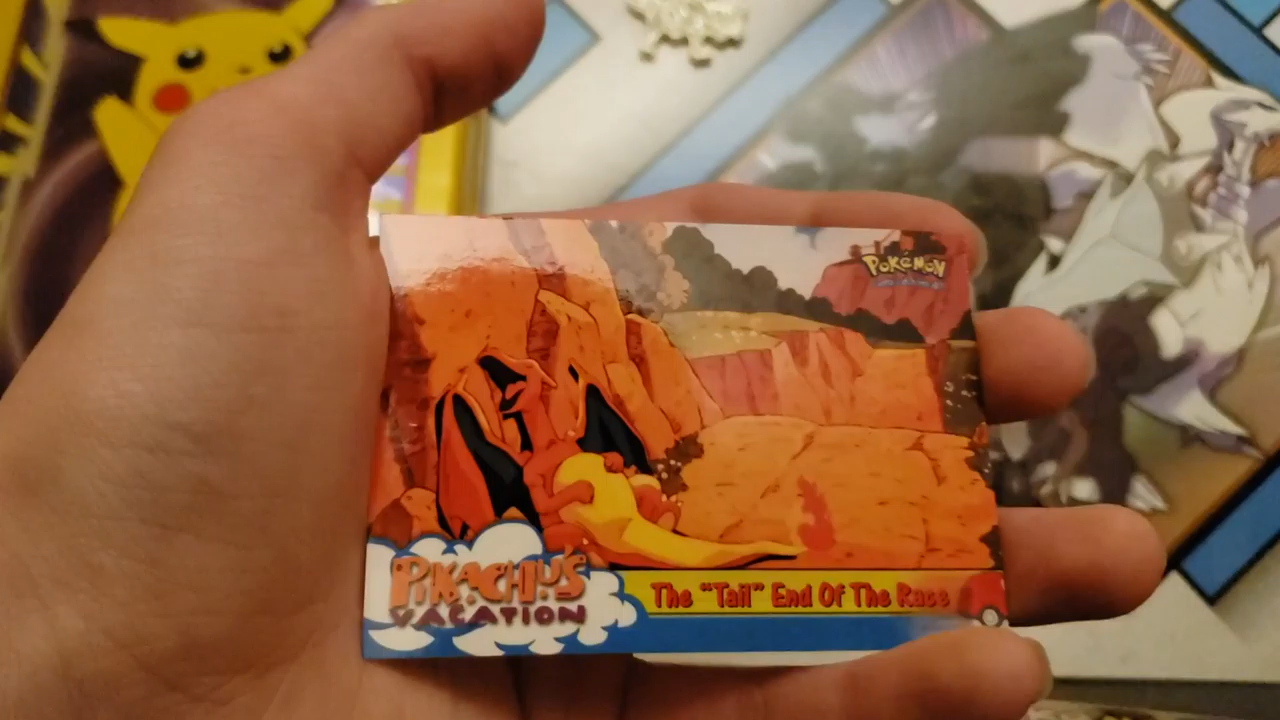 POKéMON
PIKACHU'S
VACATION
The "Tail" End Of The Race